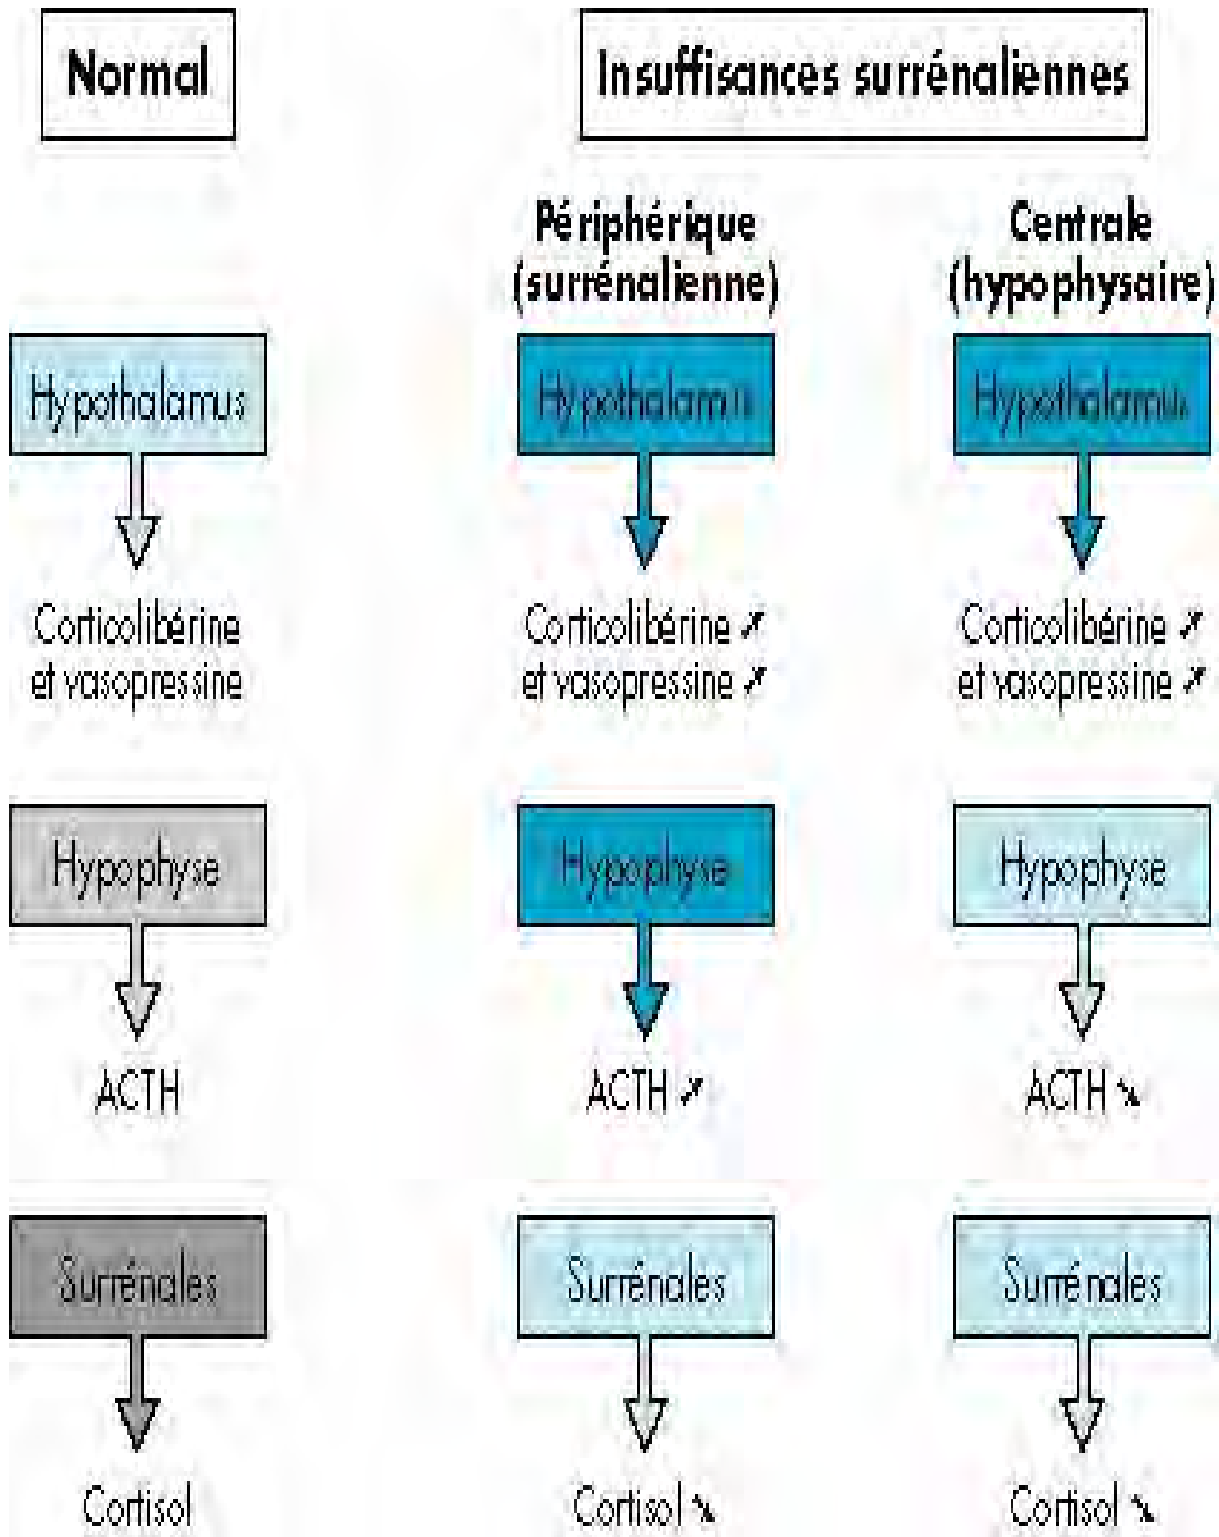 Normal
Insuffisances surrénaliennes
Périphérique
(surrénalienne)
Centrale
(hypophysaire)
Hypothalamus
Hypothalamus
Hypothalamus
Corticolibérine
et vasopressine
Corticolibérine ↗
et vasopressine ↗
Corticolibérine ↗
et vasopressine ↗
Hypophyse
Hypophyse
Hypophyse
ACTH
ACTH ↗
ACTH ↘
Surrénales
Surrénales
Surrénales
Cortisol
Cortisol ↘
Cortisol ↘